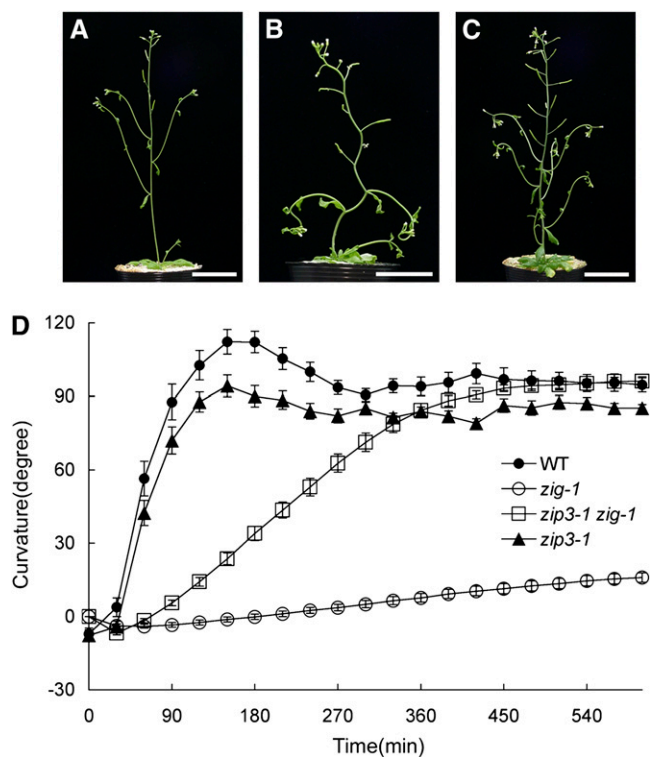 A
B
C
D
120
90
60
30
0
-30
Curvature(degree)
WT
zig-1
zip3-1 zig-1
zip3-1
0 90 180 270 360 450 540
Time(min)